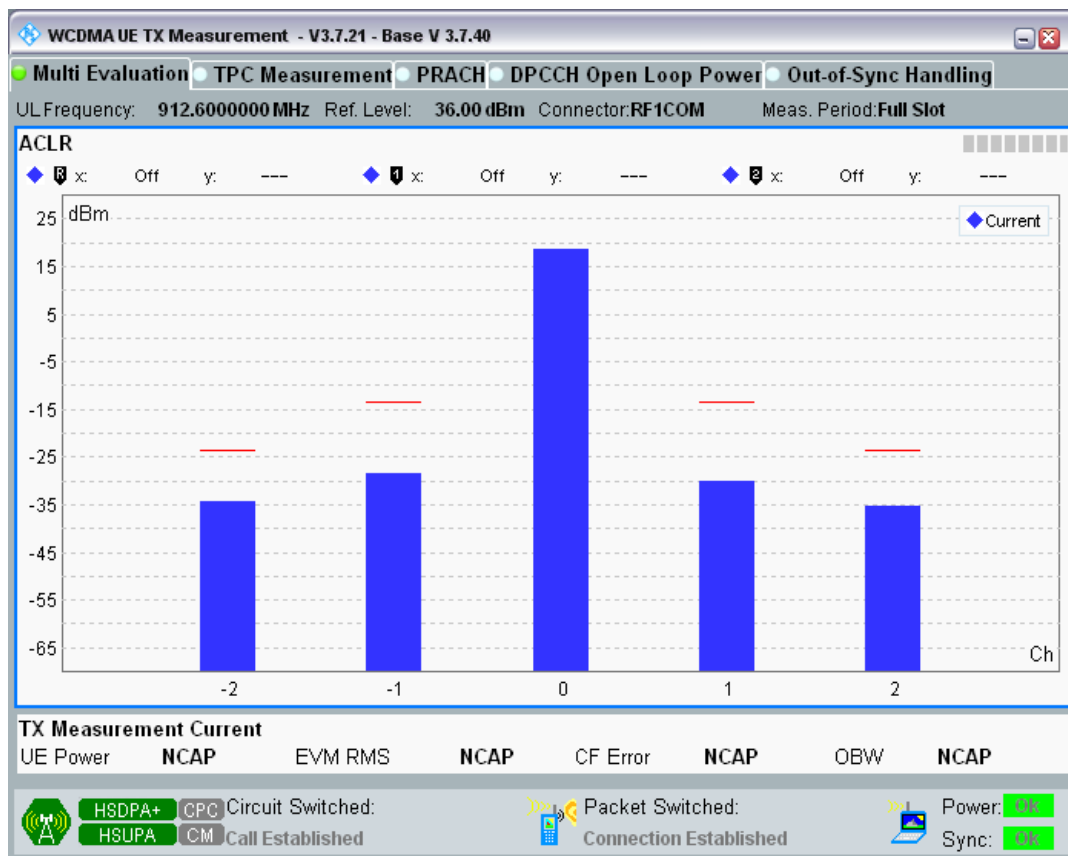 WCDMA UE TX Measurement - V3.7.21 - Base V 3.7.40
Multi Evaluation TPC Measurement PRACH DPCCH Open Loop Power Out-of-Sync Handling
UL Frequency: 912.6000000 MHz Ref. Level: 36.00 dBm Connector:RF1COM Meas. Period:Full Slot
ACLR
R x: Off y: --- 1 x: Off y: --- 2 x: Off y: ---
dBm
Current
25
15
5
-5
-15
-25
-35
-45
-55
-65
Ch
-2 -1 0 1 2
TX Measurement Current
UE Power NCAP EVM RMS NCAP CF Error NCAP OBW NCAP
HSDPA+ CPC Circuit Switched: Packet Switched: Power: OK
HSUPA CM Call Established Connection Established Sync: OK